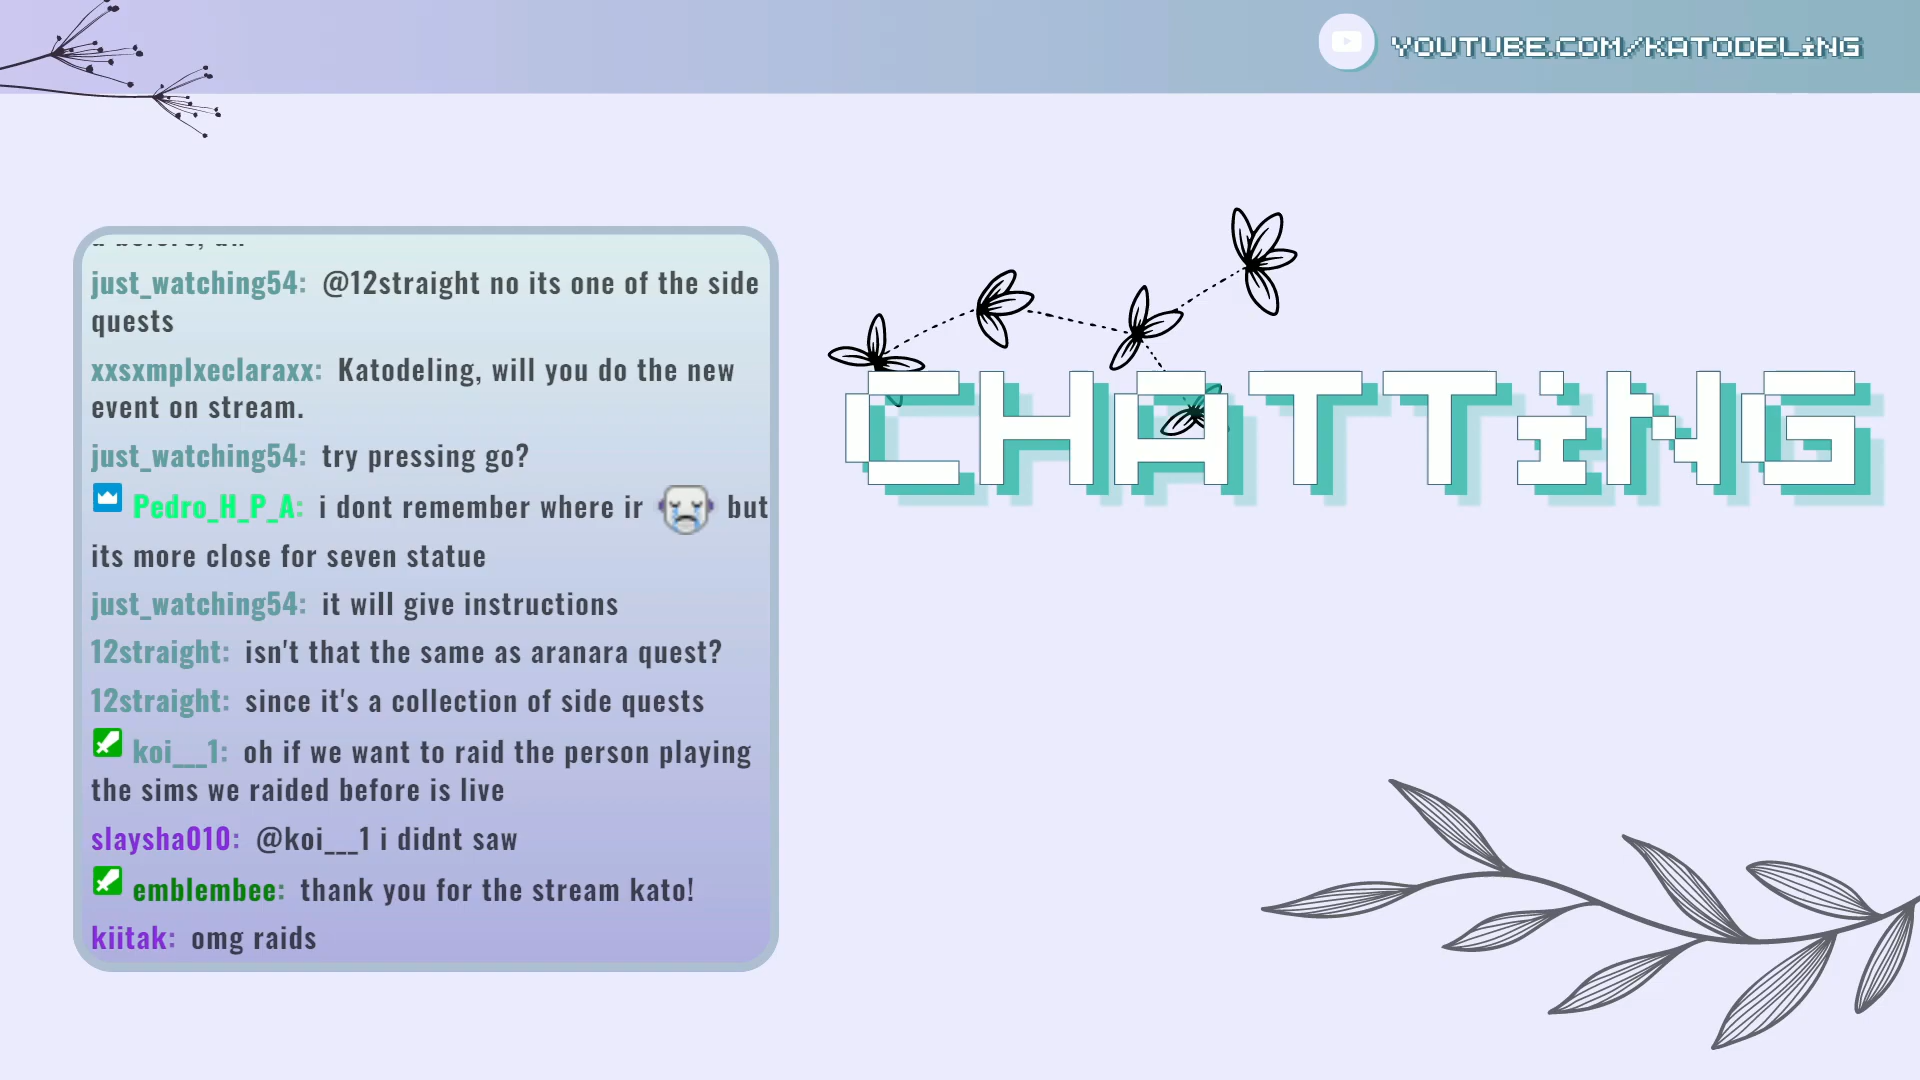 YOUTUBE.COM/KATODELiNG
just_watching54: @12straight no its one of the side
quests
xxsxmplxeclaraxx: Katodeling, will you do the new
event on stream.
just_watching54: try pressing go?
Pedro_H_P_A: i dont remember where ir but
its more close for seven statue
just_watching54: it will give instructions
12straight: isn't that the same as aranara quest?
12straight: since it's a collection of side quests
koi___1: oh if we want to raid the person playing
the sims we raided before is live
slaysha010: @koi___1 i didnt saw
emblembee: thank you for the stream kato!
kiitak: omg raids
CHATTiNG